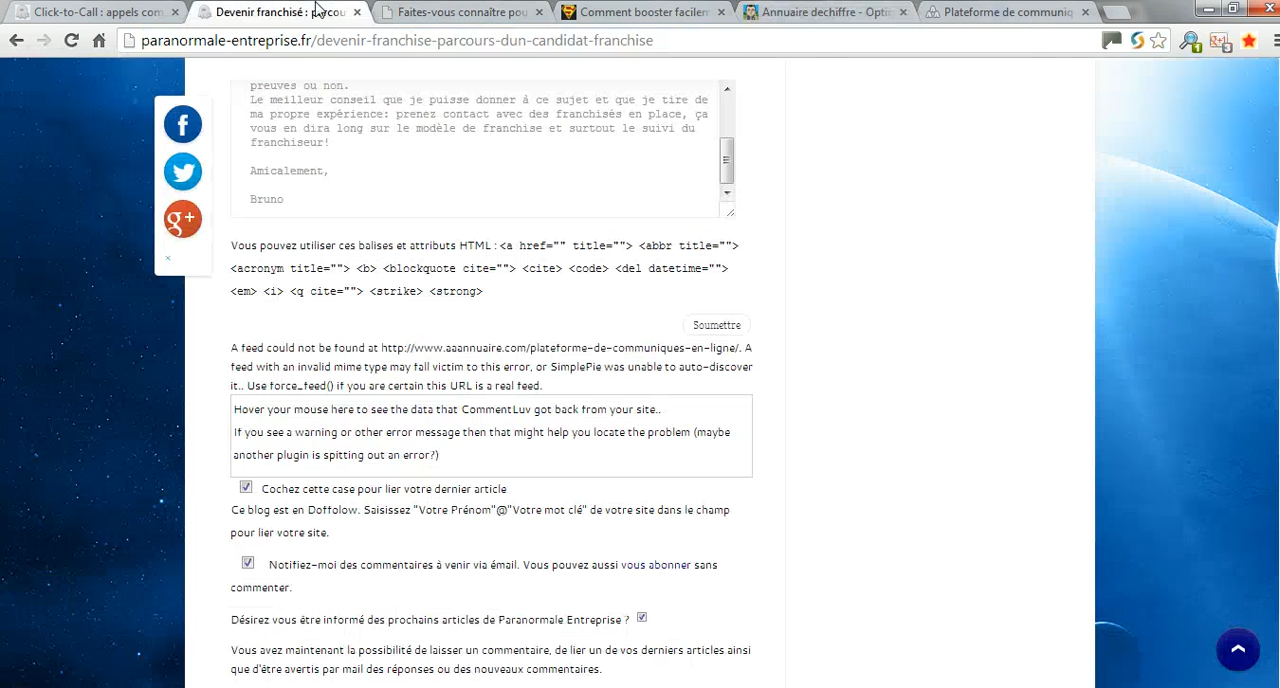 Click-to-Call : appels com
Devenir franchisé : parcou
Faites-vous connaître pou
Comment booster facilem
Annuaire dechiffre - Opti
Plateforme de communiq
paranormale-entreprise.fr/devenir-franchise-parcours-dun-candidat-franchise
preuves ou non.
Le meilleur conseil que je puisse donner à ce sujet et que je tire de
ma propre expérience: prenez contact avec des franchisés en place, ça
vous en dira long sur le modèle de franchise et surtout le suivi du
franchiseur!
Amicalement,
Bruno
Vous pouvez utiliser ces balises et attributs HTML : <a href="" title=""> <abbr title="">
<acronym title=""> <b> <blockquote cite=""> <cite> <code> <del datetime="">
<em> <i> <q cite=""> <strike> <strong>
Soumettre
A feed could not be found at http://www.aaannuaire.com/plateforme-de-communiques-en-ligne/. A
feed with an invalid mime type may fall victim to this error, or SimplePie was unable to auto-discover
it.. Use force_feed() if you are certain this URL is a real feed.
Hover your mouse here to see the data that CommentLuv got back from your site..
If you see a warning or other error message then that might help you locate the problem (maybe
another plugin is spitting out an error?)
Cochez cette case pour lier votre dernier article
Ce blog est en Doffolow. Saisissez "Votre Prénom"@"Votre mot clé" de votre site dans le champ
pour lier votre site.
Notifiez-moi des commentaires à venir via émail. Vous pouvez aussi vous abonner sans
commenter.
Désirez vous être informé des prochains articles de Paranormale Entreprise ?
Vous avez maintenant la possibilité de laisser un commentaire, de lier un de vos derniers articles ainsi
que d'être avertis par mail des réponses ou des nouveaux commentaires.